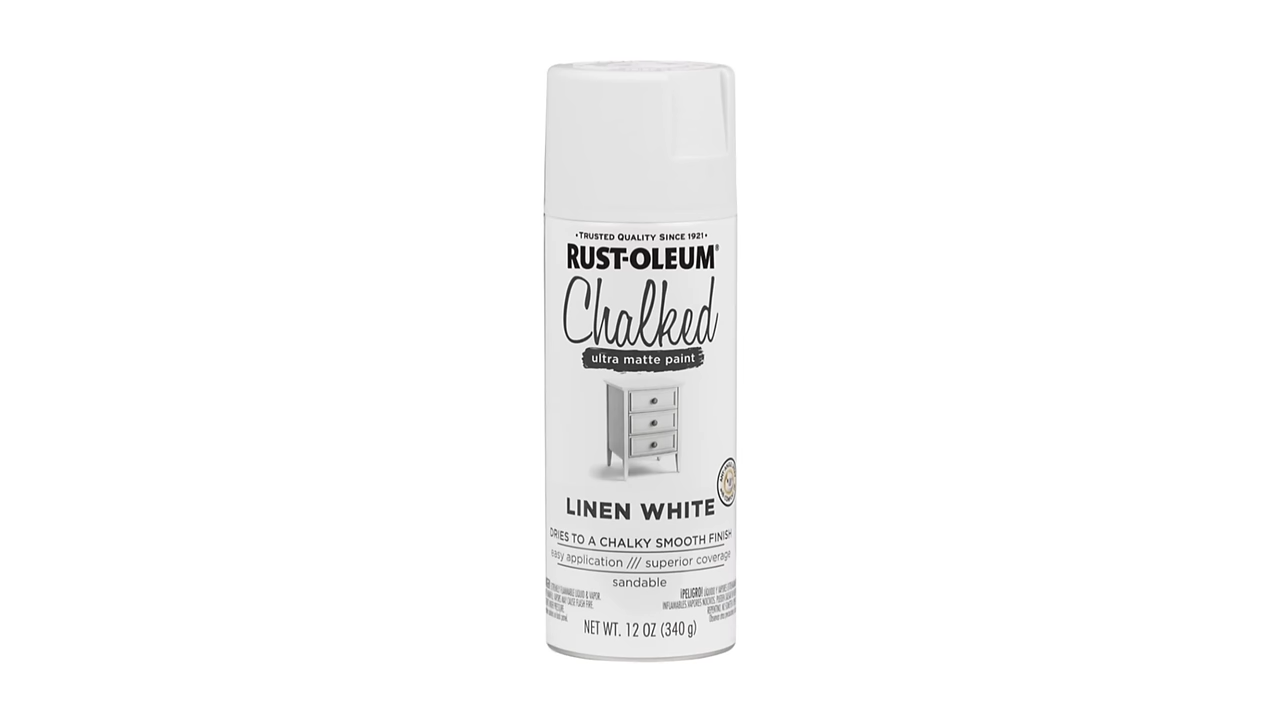 •TRUSTED QUALITY SINCE 1921•
RUST-OLEUM®
Chalked
ultra matte paint
LINEN WHITE
DRIES TO A CHALKY SMOOTH FINISH
easy application /// superior coverage
sandable
¡PELIGRO!
NET WT. 12 OZ (340 g)